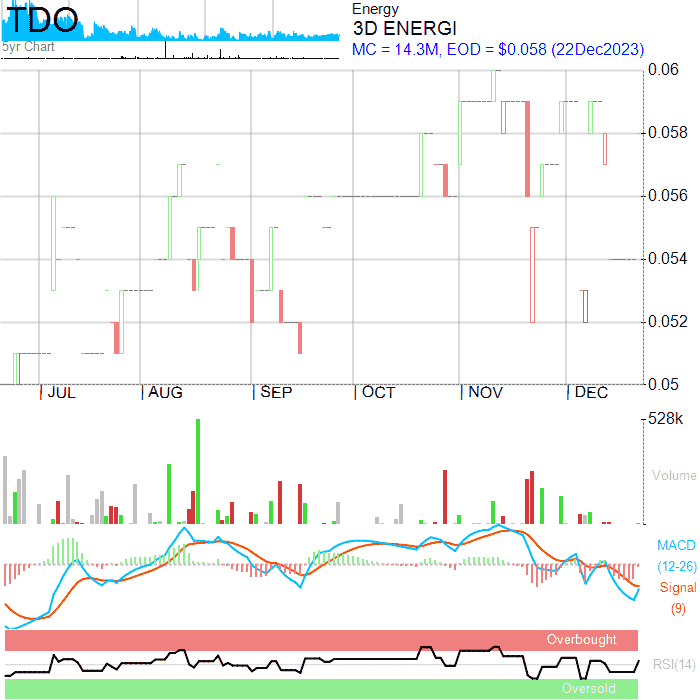 TDO
5yr Chart
Energy
3D ENERGI
MC = 14.3M, EOD = $0.058 (22Dec2023)
0.06
0.058
0.056
0.054
0.052
0.05
JUL
AUG
SEP
OCT
NOV
DEC
528k
Volume
MACD
(12-26)
Signal
(9)
Overbought
RSI(14)
Oversold